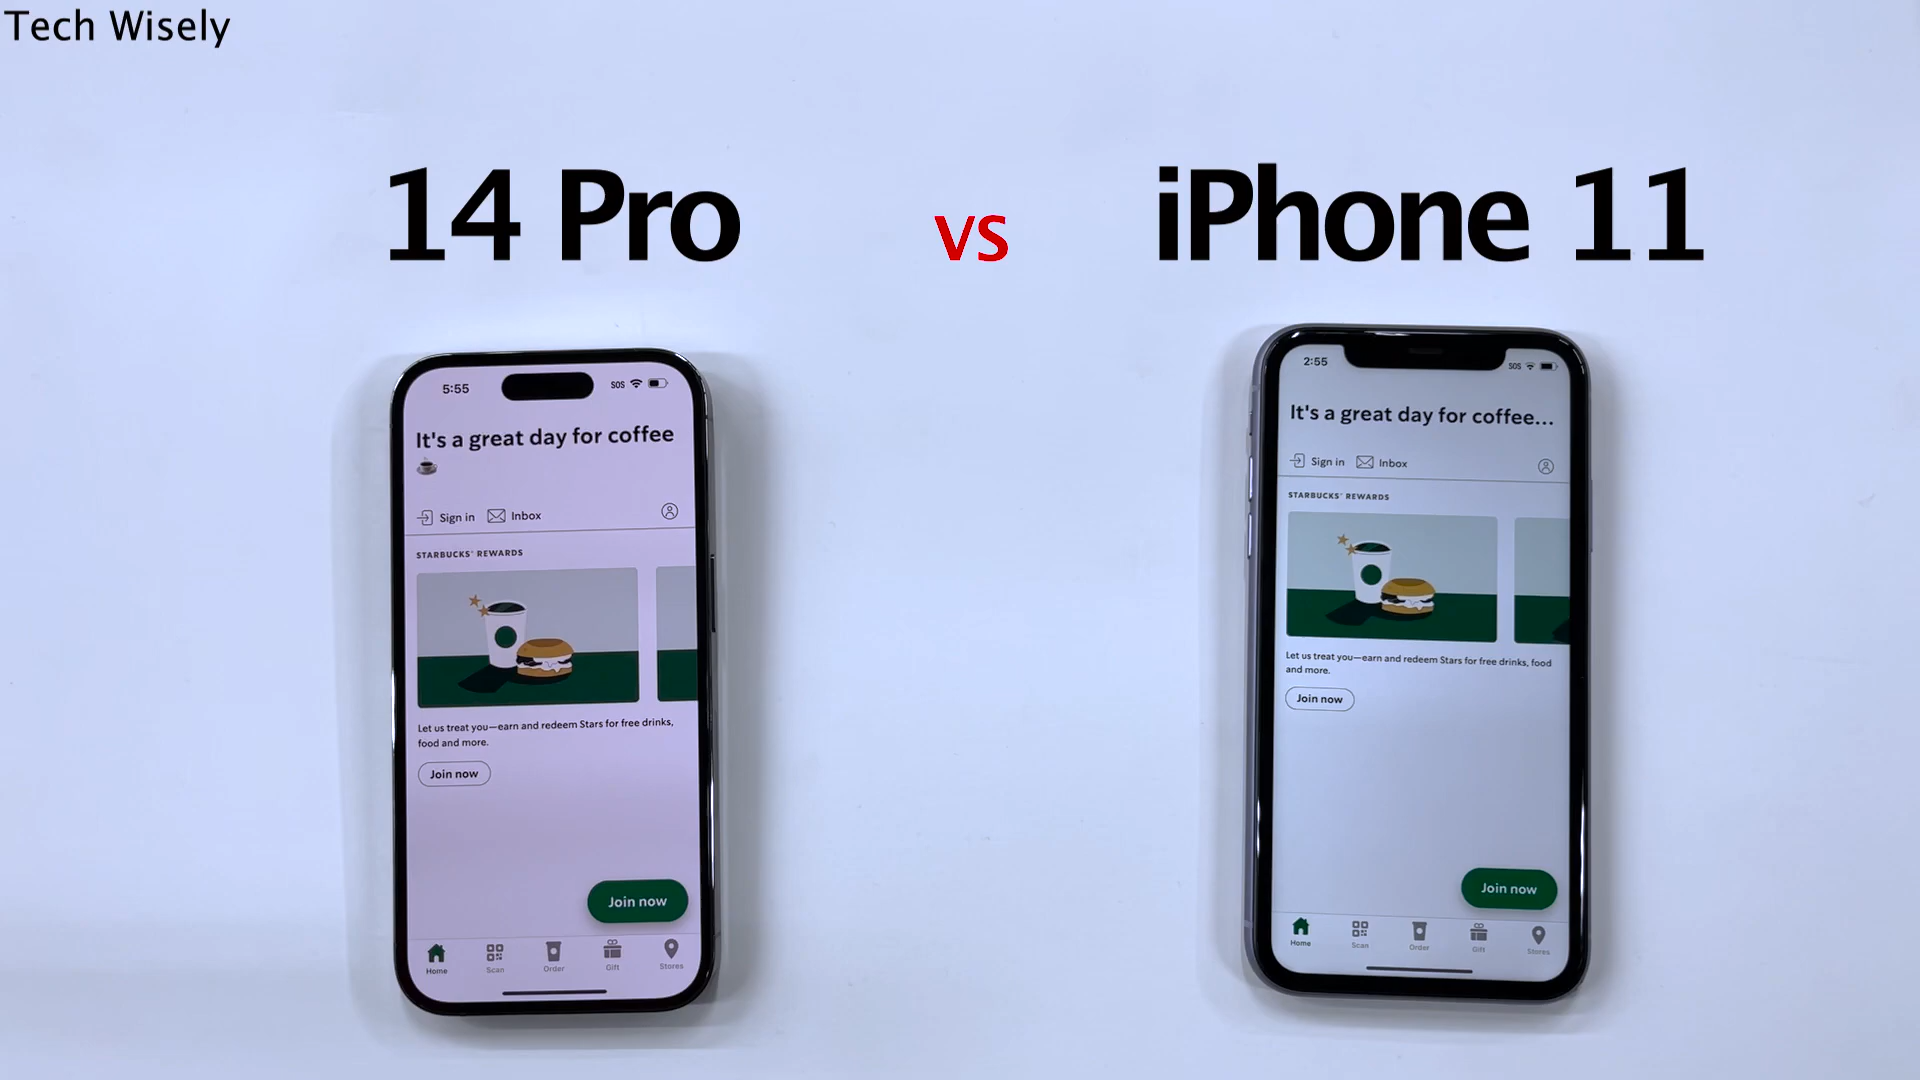 Tech Wisely
14 Pro vs iPhone 11
5:55
SOS
It's a great day for coffee
Sign in
Inbox
STARBUCKS® REWARDS
Let us treat you—earn and redeem Stars for free drinks,
food and more.
Join now
Join now
Home
Scan
Order
Gift
Stores
2:55
SOS
It's a great day for coffee...
Sign in
Inbox
STARBUCKS® REWARDS
Let us treat you—earn and redeem Stars for free drinks, food
and more.
Join now
Join now
Home
Scan
Order
Gift
Stores